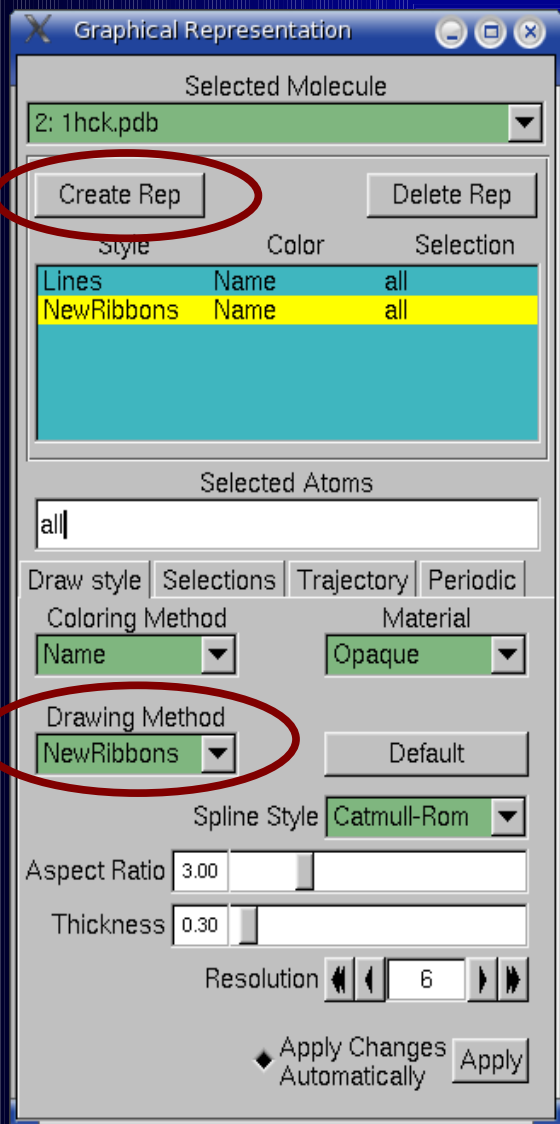 Graphical Representation
Selected Molecule
2: 1hck.pdb
Create Rep Delete Rep
Style Color Selection
Lines Name all
NewRibbons Name all
Selected Atoms
all
Draw style Selections Trajectory Periodic
Coloring Method Material
Name Opaque
Drawing Method
NewRibbons Default
Spline Style Catmull-Rom
Aspect Ratio 3.00
Thickness 0.30
Resolution 6
Apply Changes
Automatically Apply